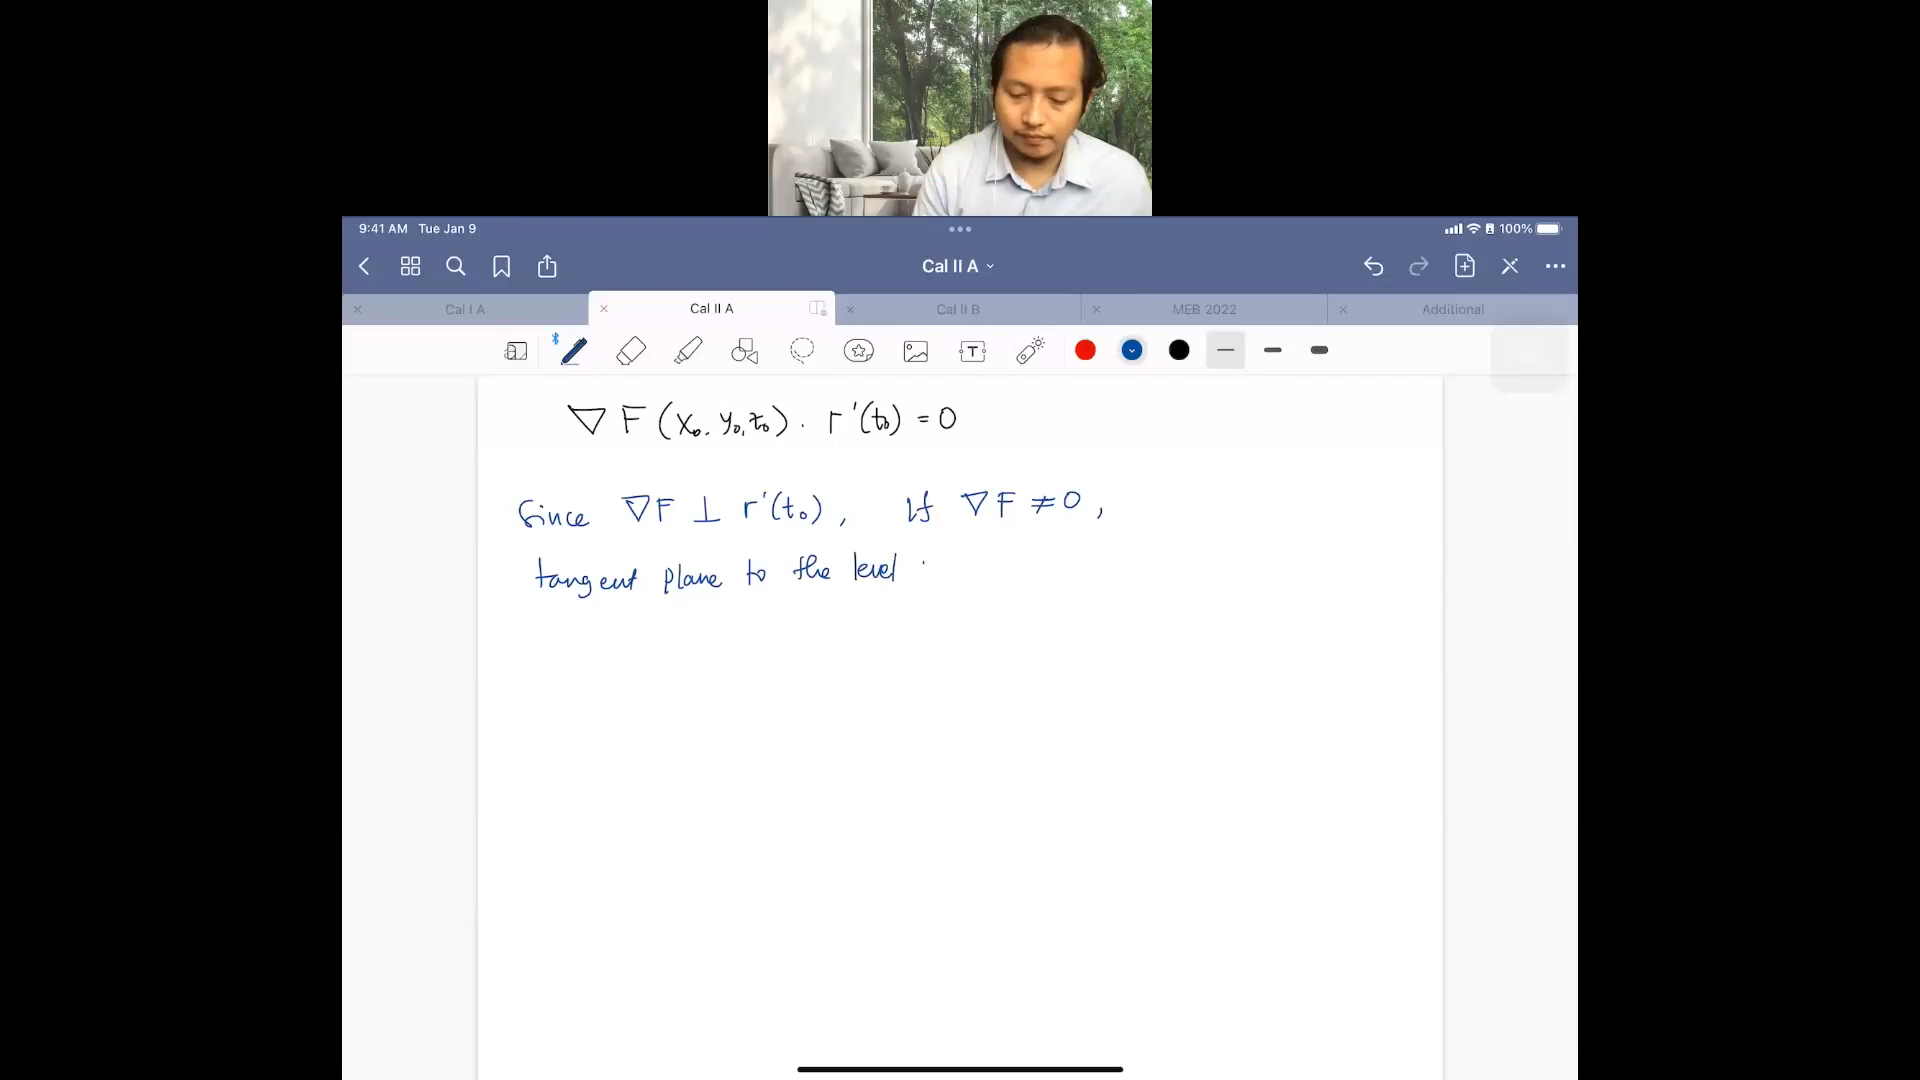 9:41 AM Tue Jan 9
100%
Cal II A
Cal I A
Cal II A
Cal II B
MEB 2022
Additional
T
∇ F (x₀, y₀, z₀) · r'(t₀) = 0
Since ∇F ⊥ r'(t₀), If ∇F ≠ 0,
tangent plane to the level